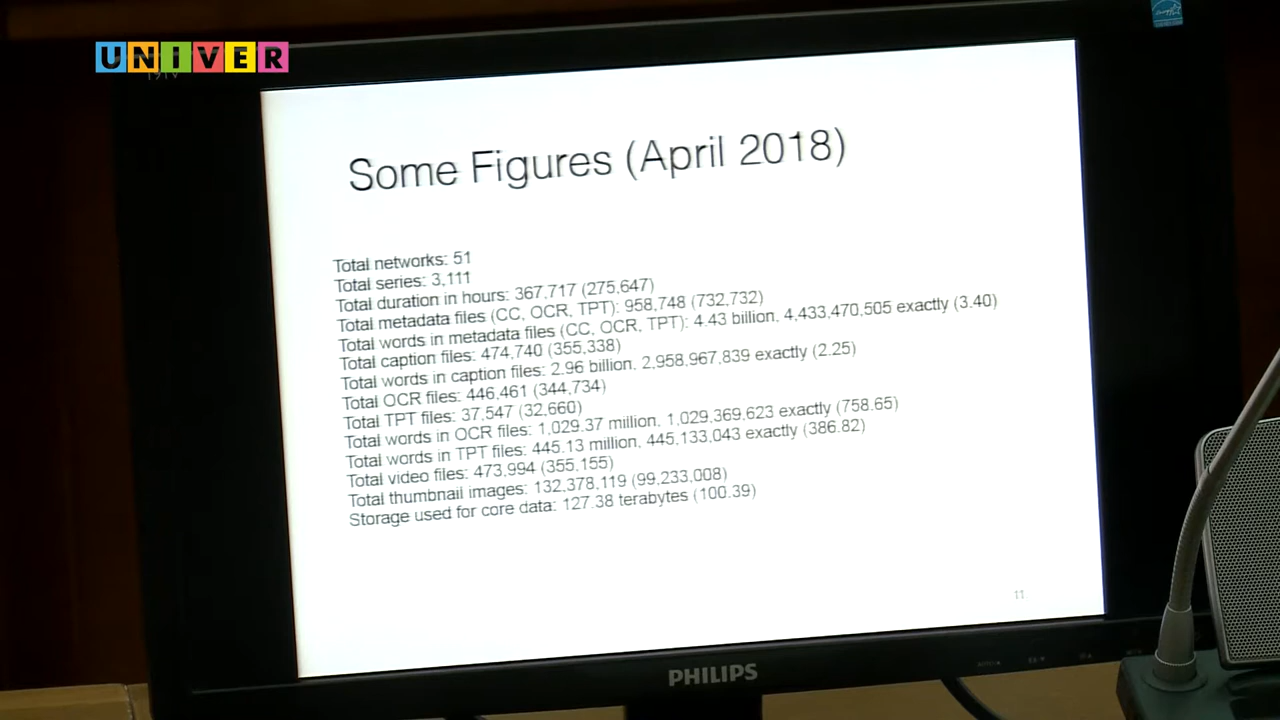 UNIVER
Some Figures (April 2018)
Total networks: 51
Total series: 3,111
Total duration in hours: 367,717 (275,647)
Total metadata files (CC, OCR, TPT): 958,748 (732,732)
Total words in metadata files (CC, OCR, TPT): 4.43 billion, 4,433,470,505 exactly (3.40)
Total caption files: 474,740 (355,338)
Total words in caption files: 2.96 billion, 2,958,967,839 exactly (2.25)
Total OCR files: 446,461 (344,734)
Total TPT files: 37,547 (32,660)
Total words in OCR files: 1,029.37 million, 1,029,369,623 exactly (758.65)
Total words in TPT files: 445.13 million, 445,133,043 exactly (386.82)
Total video files: 473,994 (355,155)
Total thumbnail images: 132,378,119 (99,233,008)
Storage used for core data: 127.38 terabytes (100.39)
11
PHILIPS